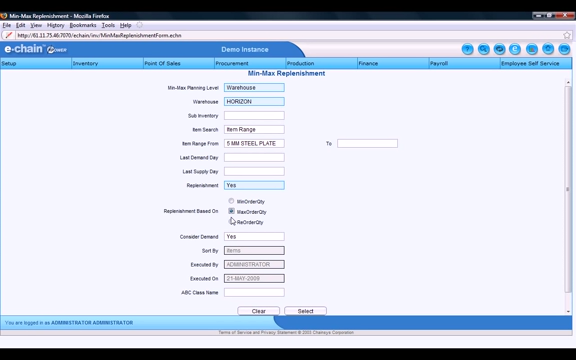 Min-Max Replenishment - Mozilla Firefox
File Edit View History Bookmarks Tools Help
http://61.11.75.46:7070/echain/inv/MinMaxReplenishmentForm.echn
e-chain POWER Demo Instance
Setup Inventory Point Of Sales Procurement Production Finance Payroll Employee Self Service
Min-Max Replenishment
Min-Max Planning Level Warehouse
Warehouse HORIZON
Sub Inventory
Item Search Item Range
Item Range From 5 MM STEEL PLATE To
Last Demand Day
Last Supply Day
Replenishment Yes
MinOrderQty
Replenishment Based On MaxOrderQty
ReOrderQty
Consider Demand Yes
Sort By Items
Executed By ADMINISTRATOR
Executed On 21-MAY-2009
ABC Class Name
Clear Select
You are logged in as ADMINISTRATOR ADMINISTRATOR
Terms of Service and Privacy Statement © 2003 Chemsys Corporation